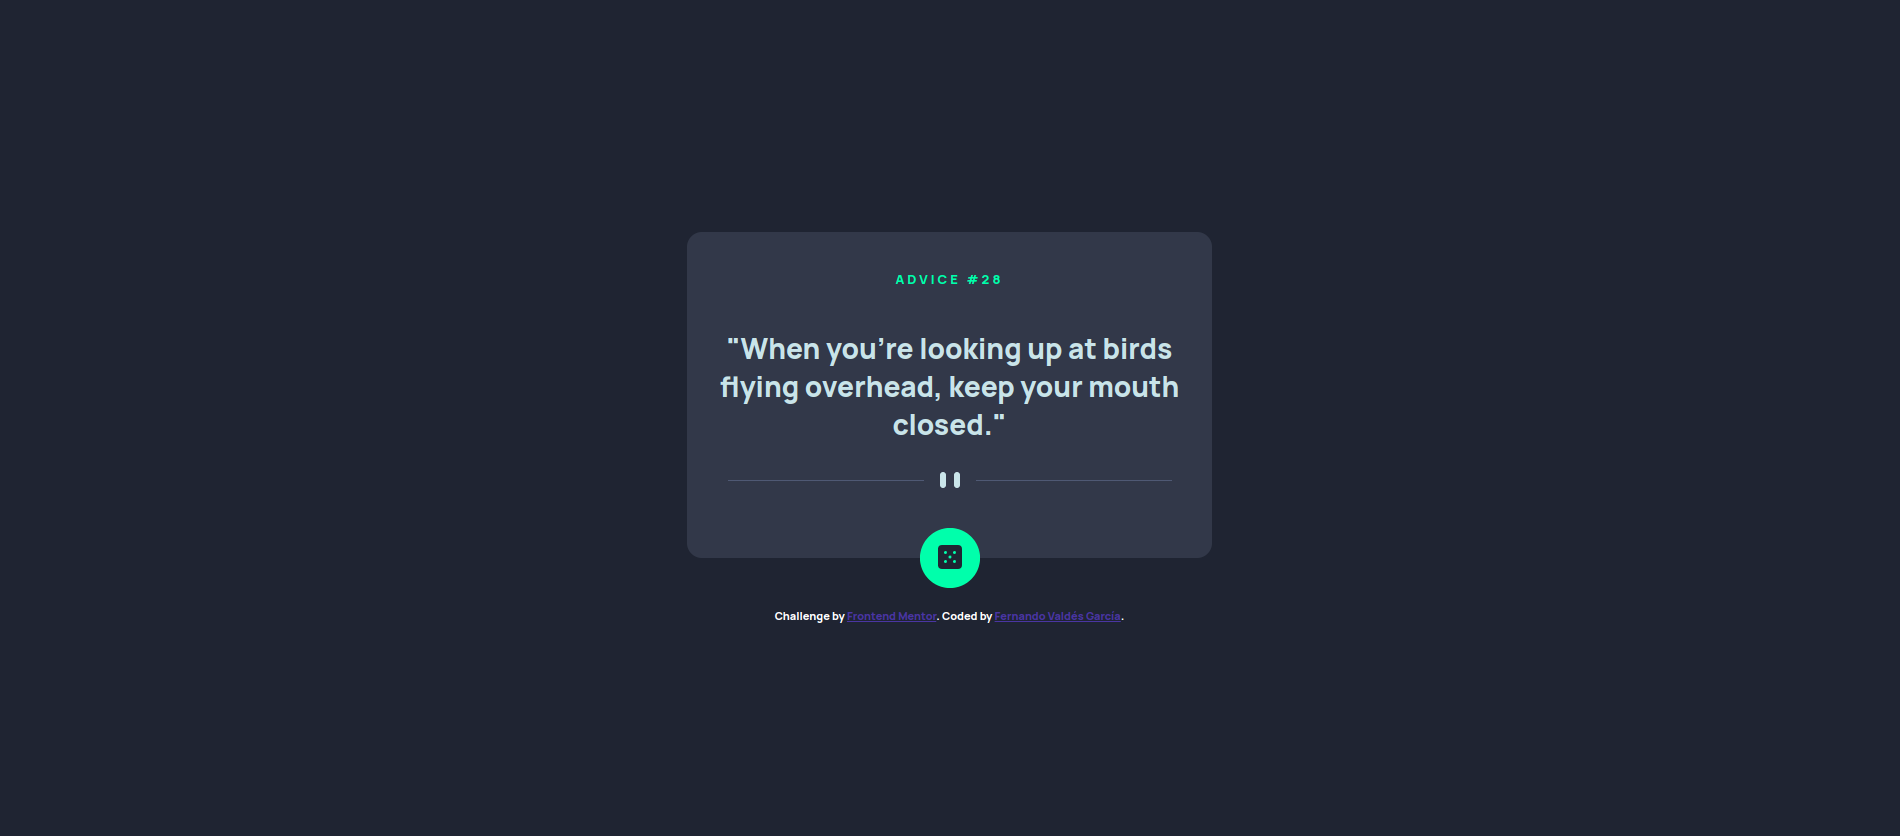 ADVICE #28
"When you're looking up at birds
flying overhead, keep your mouth
closed."
Challenge by Frontend Mentor. Coded by Fernando Valdés García.